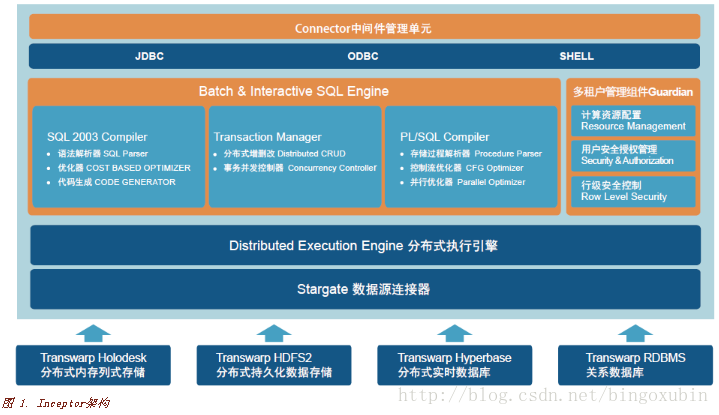 Connector中间件管理单元
JDBC
ODBC
SHELL
Batch & Interactive SQL Engine
SQL 2003 Compiler
• 语法解析器 SQL Parser
• 优化器 COST BASED OPTIMIZER
• 代码生成 CODE GENERATOR
Transaction Manager
• 分布式增删改 Distributed CRUD
• 事务并发控制器 Concurrency Controller
PL/SQL Compiler
• 存储过程解析器 Procedure Parser
• 控制流优化器 CFG Optimizer
• 并行优化器 Parallel Optimizer
多租户管理组件Guardian
计算资源配置
Resource Management
用户安全授权管理
Security & Authorization
行级安全控制
Row Level Security
Distributed Execution Engine 分布式执行引擎
Stargate 数据源连接器
Transwarp Holodesk
分布式内存列式存储
Transwarp HDFS2
分布式持久化数据存储
Transwarp Hyperbase
分布式实时数据库
Transwarp RDBMS
关系数据库
http://blog.csdn.net/bingoxubin
图 1. Inceptor架构